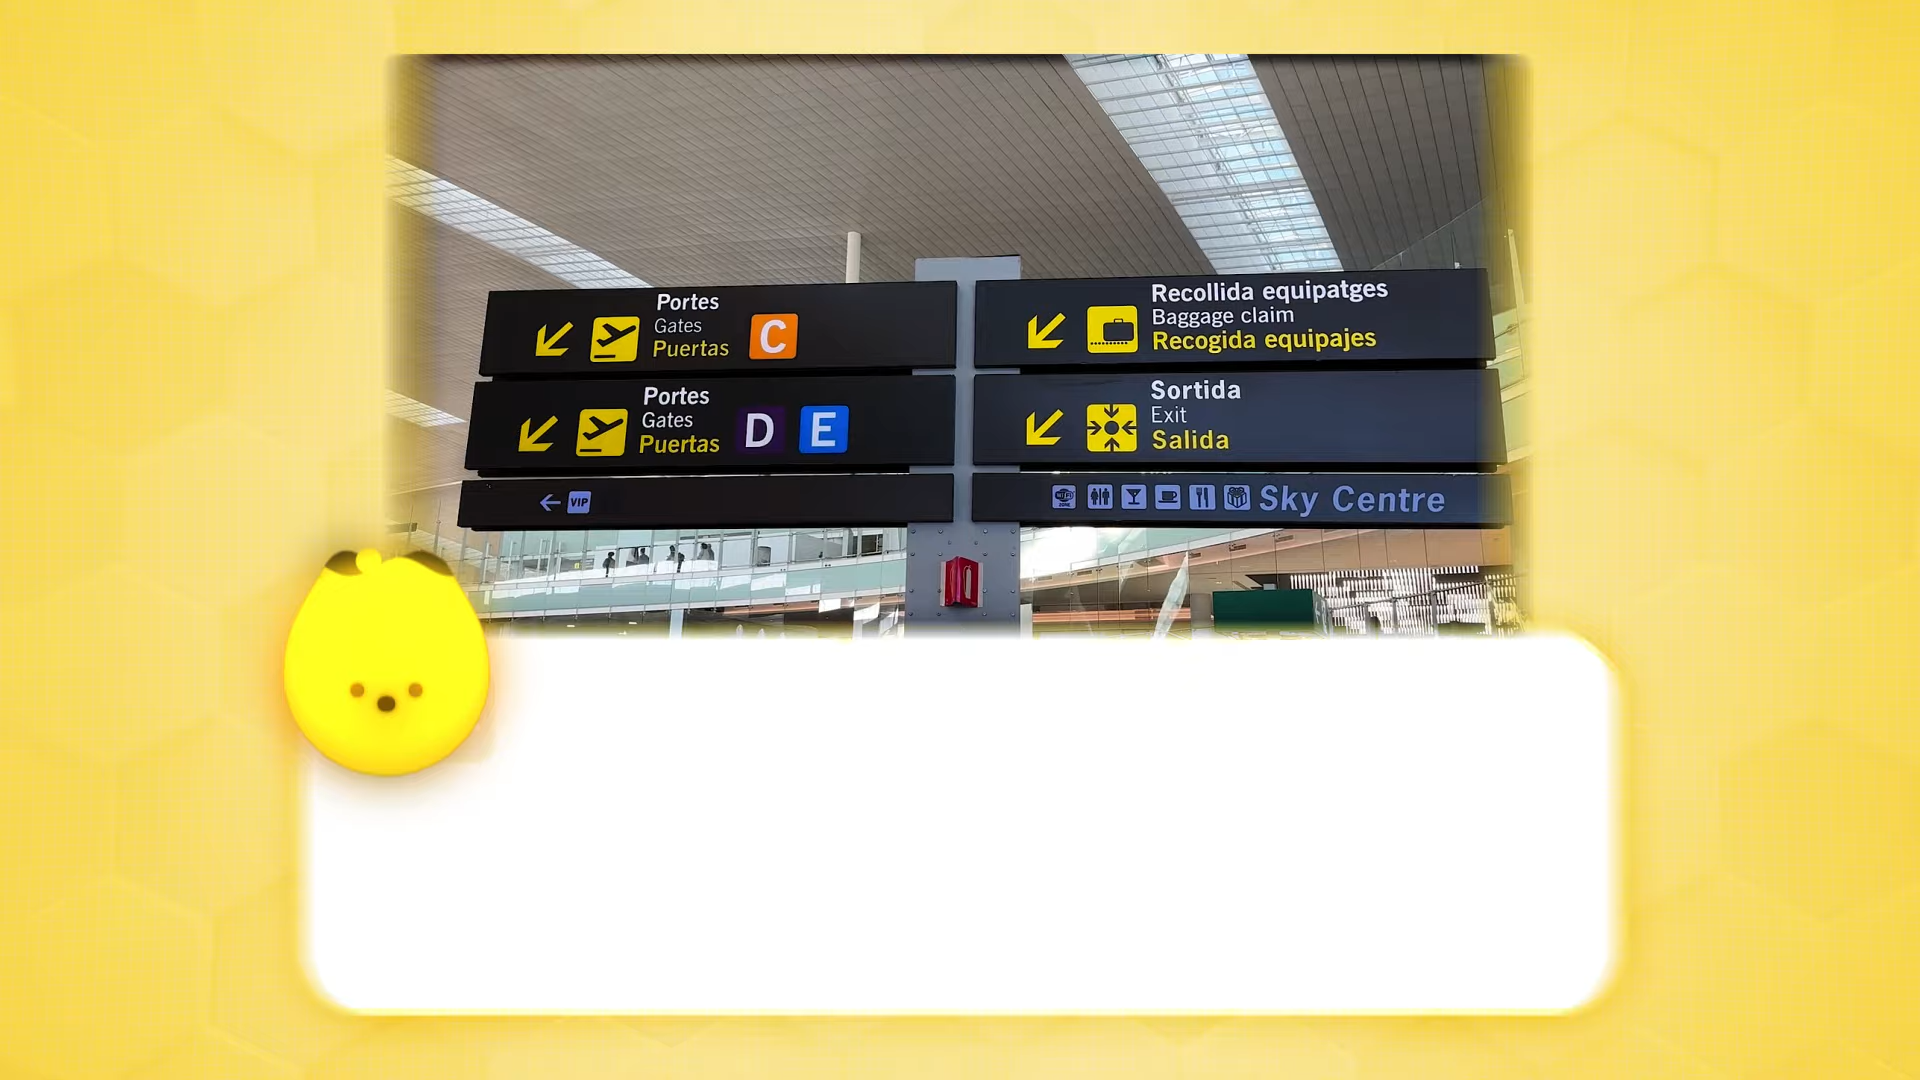 Portes
Gates
Puertas
C
Portes
Gates
Puertas
D E
VIP
Recollida equipatges
Baggage claim
Recogida equipajes
Sortida
Exit
Salida
Sky Centre